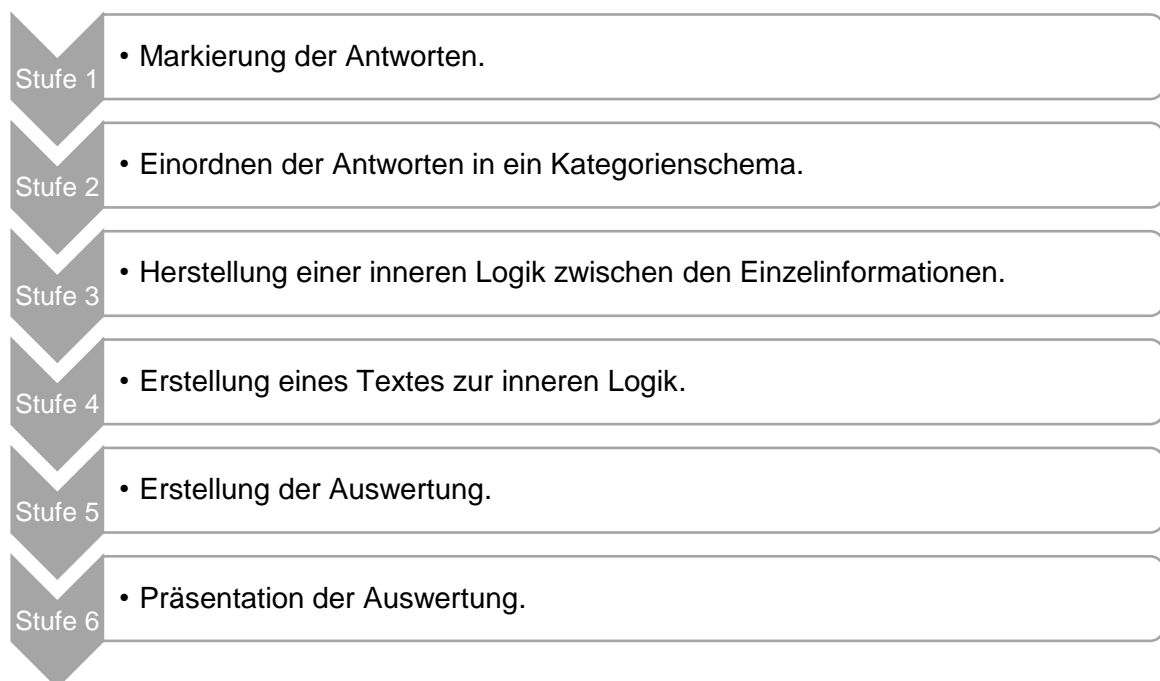 Stufe 1
• Markierung der Antworten.
Stufe 2
• Einordnen der Antworten in ein Kategorienschema.
Stufe 3
• Herstellung einer inneren Logik zwischen den Einzelinformationen.
Stufe 4
• Erstellung eines Textes zur inneren Logik.
Stufe 5
• Erstellung der Auswertung.
Stufe 6
• Präsentation der Auswertung.